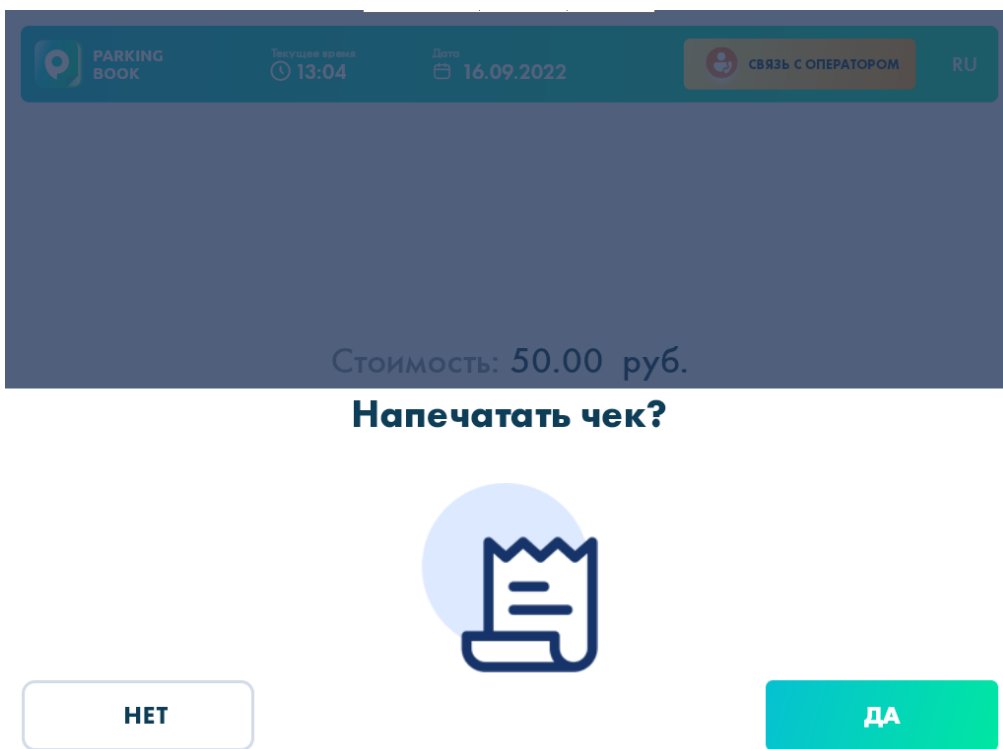 PARKING
BOOK
Текущее время
13:04
Дата
16.09.2022
СВЯЗЬ С ОПЕРАТОРОМ
RU
Стоимость: 50.00 руб.
Напечатать чек?
НЕТ
ДА